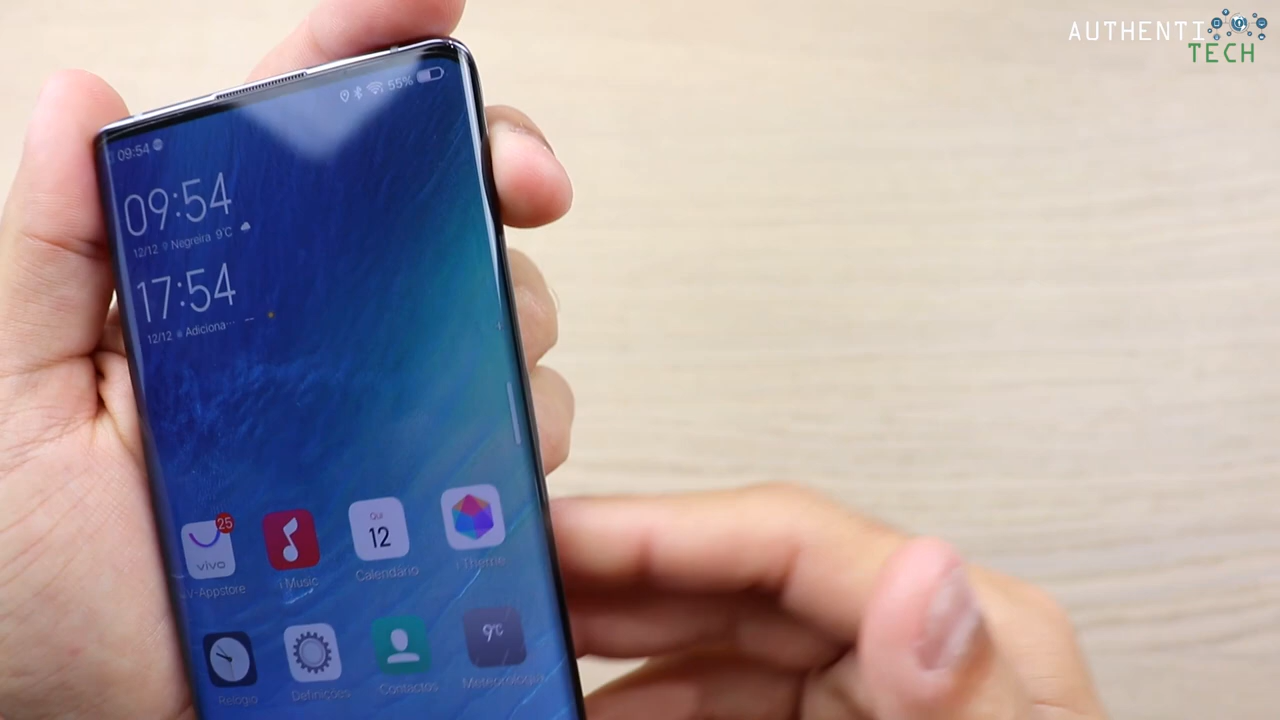 AUTHENTI
TECH
55%
09:54
09:54
12/12 Negreira 9°C
17:54
12/12 Adiciona...
25
vivo
V-Appstore
i Music
Qui
12
Calendário
i Theme
9°C
Relógio
Definições
Contactos
Meteorologia